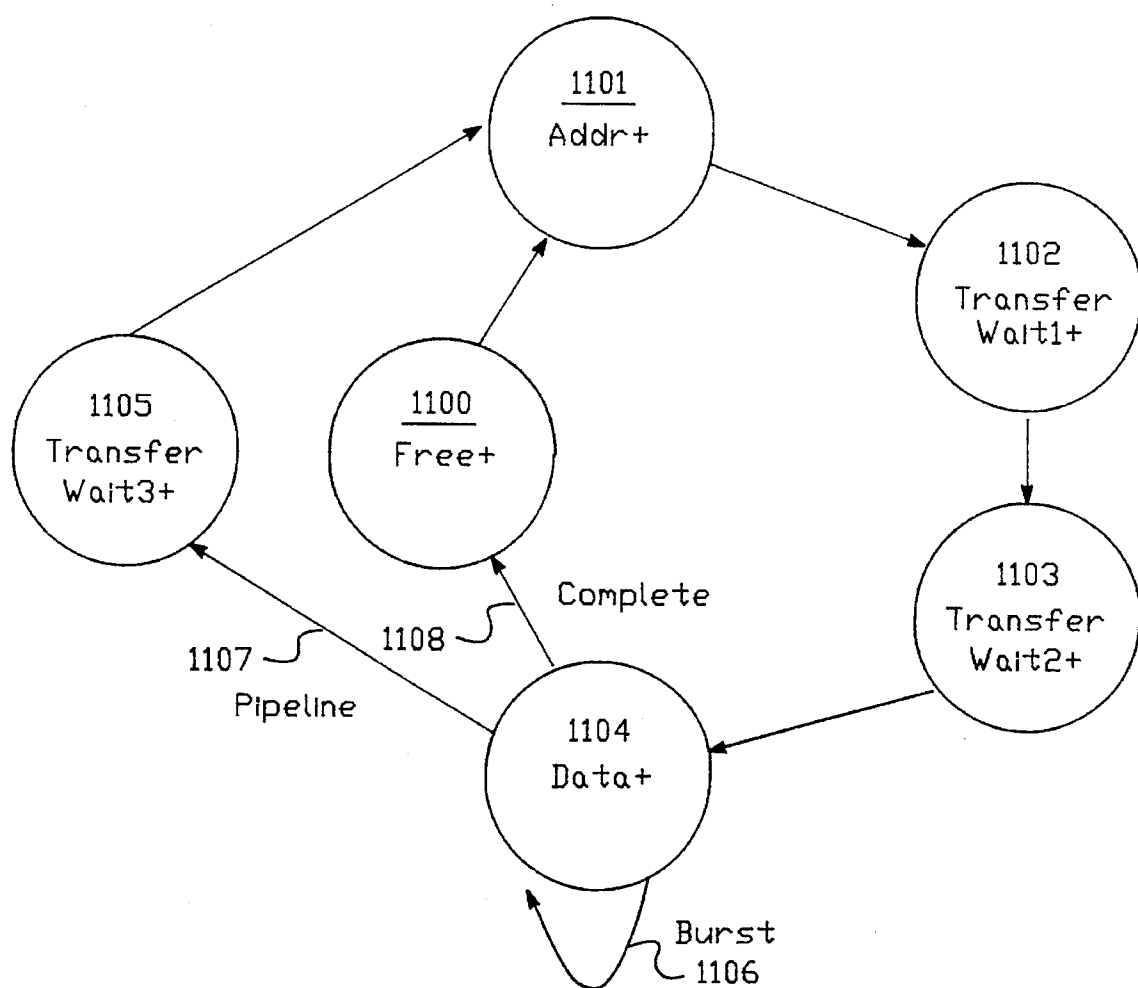 1101
Addr+
1102
Transfer
Wait1+
1105
Transfer
Wait3+
1100
Free+
1103
Transfer
Wait2+
Complete
1108
1107
Pipeline
1104
Data+
Burst
1106